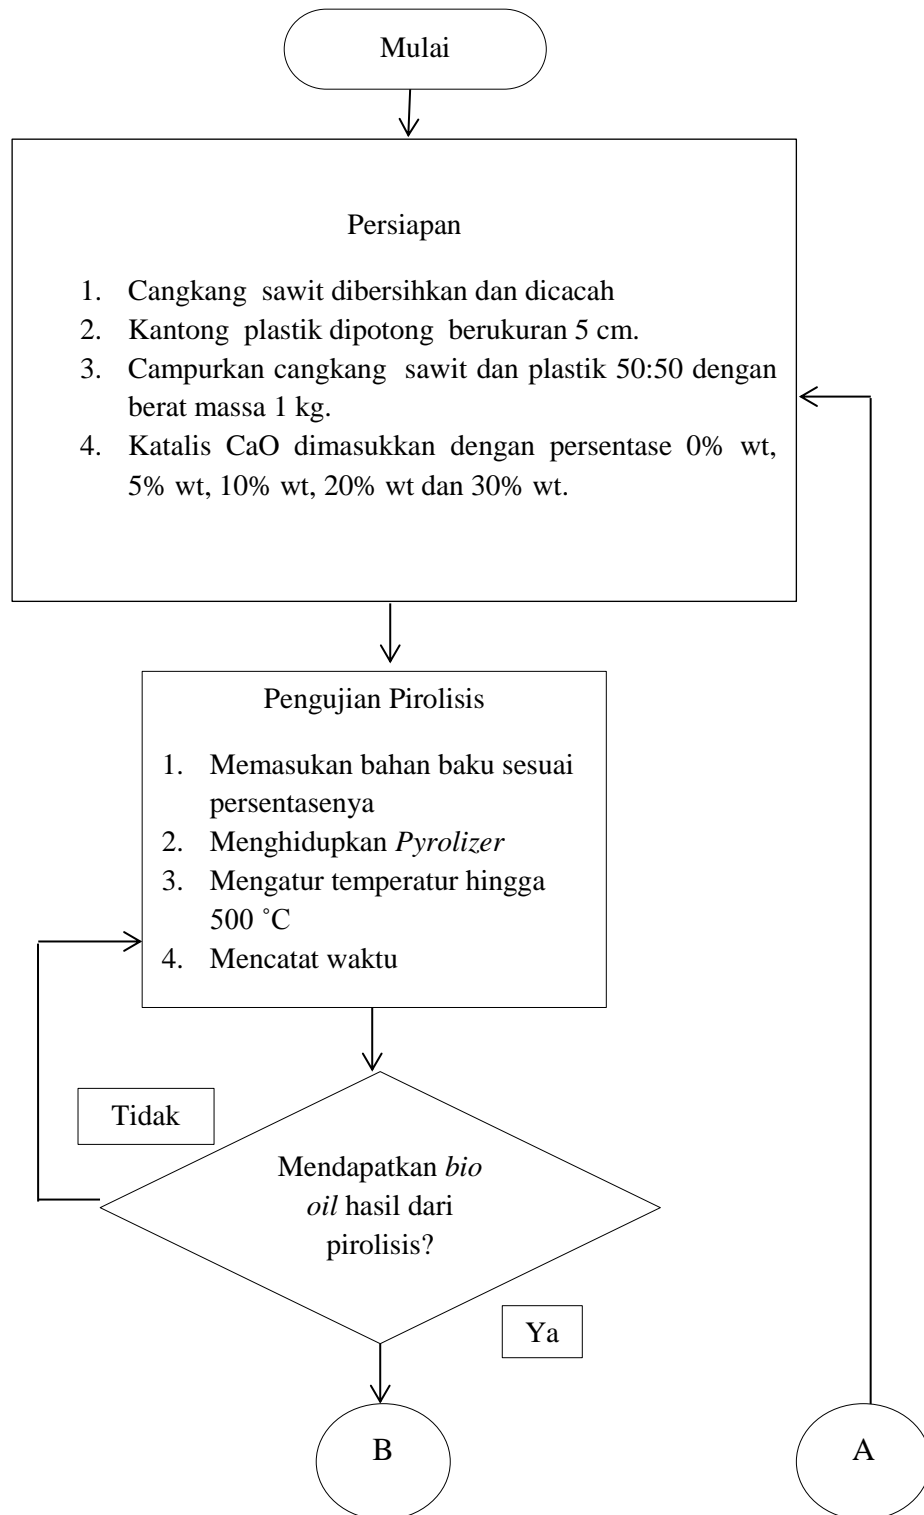 Mulai
Persiapan
1. Cangkang sawit dibersihkan dan dicacah
2. Kantong plastik dipotong berukuran 5 cm.
3. Campurkan cangkang sawit dan plastik 50:50 dengan
berat massa 1 kg.
4. Katalis CaO dimasukkan dengan persentase 0% wt,
5% wt, 10% wt, 20% wt dan 30% wt.
Pengujian Pirolisis
1. Memasukan bahan baku sesuai
persentasenya
2. Menghidupkan Pyrolizer
3. Mengatur temperatur hingga
500 ˚C
4. Mencatat waktu
Tidak
Mendapatkan bio
oil hasil dari
pirolisis?
Ya
B
A